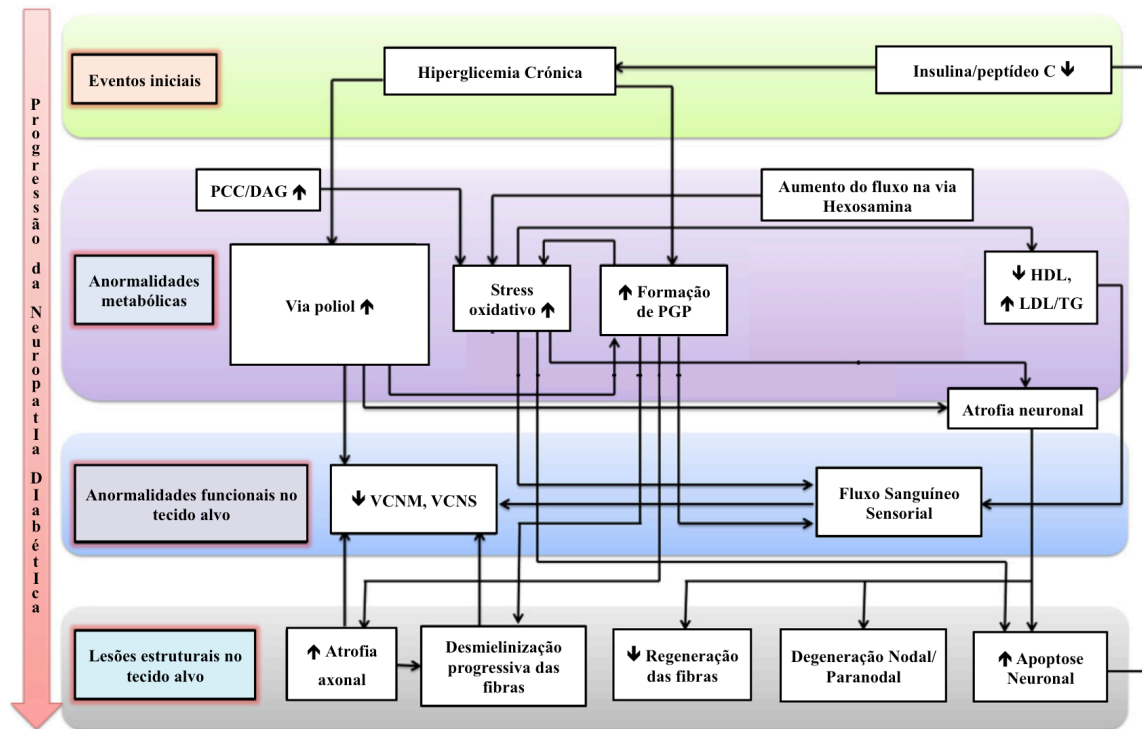 Progressão da NeuropatIa DIabétIca
Eventos iniciais
Hiperglicemia Crónica
Insulina/peptídeo C 🡫
PCC/DAG 🡩
Aumento do fluxo na via
Hexosamina
Anormalidades
metabólicas
Via poliol 🡩
Stress
oxidativo 🡩
🡩 Formação
de PGP
🡫 HDL,
🡩 LDL/TG
Atrofia neuronal
Anormalidades funcionais no
tecido alvo
🡫 VCNM, VCNS
Fluxo Sanguíneo
Sensorial
Lesões estruturais no
tecido alvo
🡩 Atrofia
axonal
Desmielinização
progressiva das
fibras
🡫 Regeneração
das fibras
Degeneração Nodal/
Paranodal
🡩 Apoptose
Neuronal